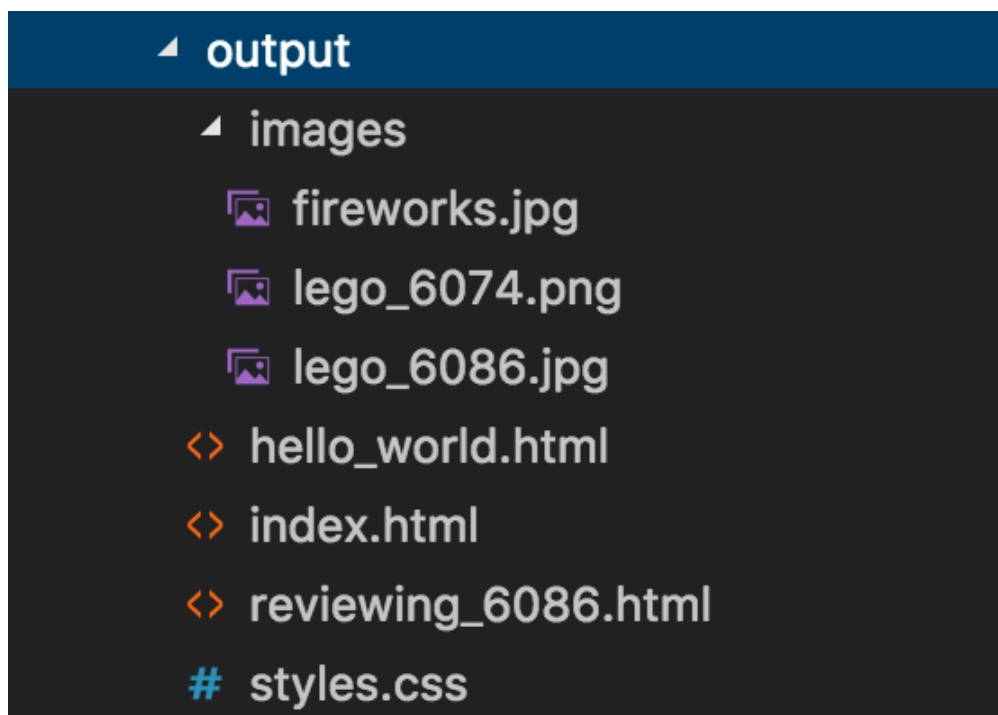 output
images
fireworks.jpg
lego_6074.png
lego_6086.jpg
hello_world.html
index.html
reviewing_6086.html
# styles.css